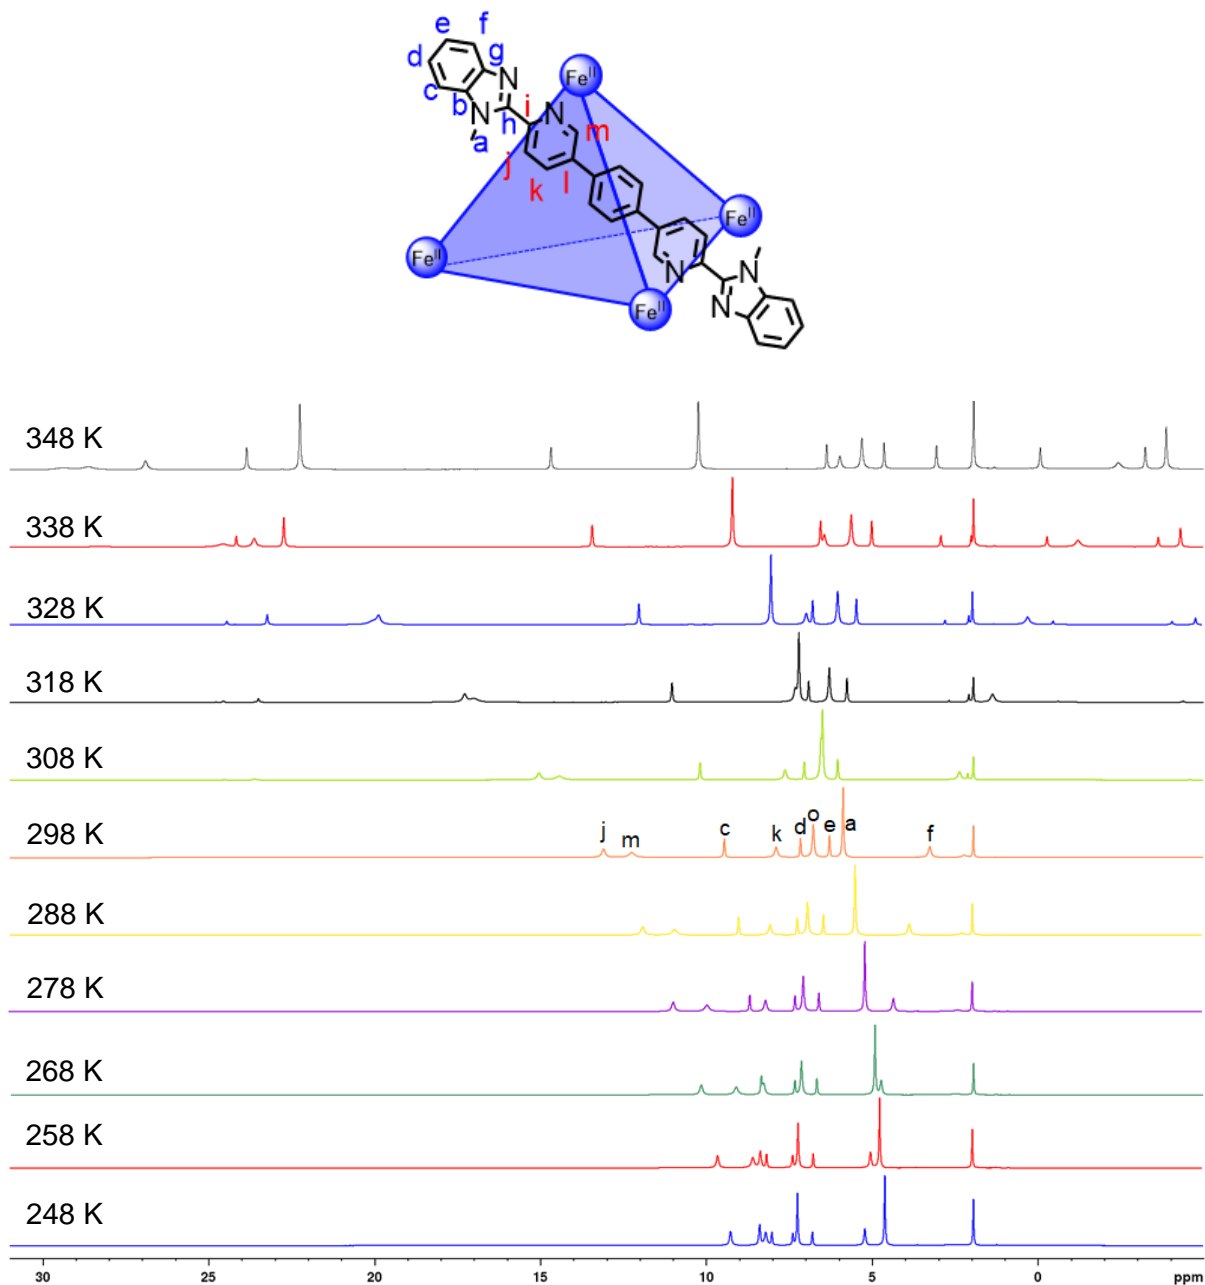 e f
d g N Fe^II
c
b N i N
h m
a j
k l
Fe^II
N
Fe^II N
Fe^II N
348 K
338 K
328 K
318 K
308 K
298 K j m c k d o e a f
288 K
278 K
268 K
258 K
248 K
30 25 20 15 10 5 0 ppm